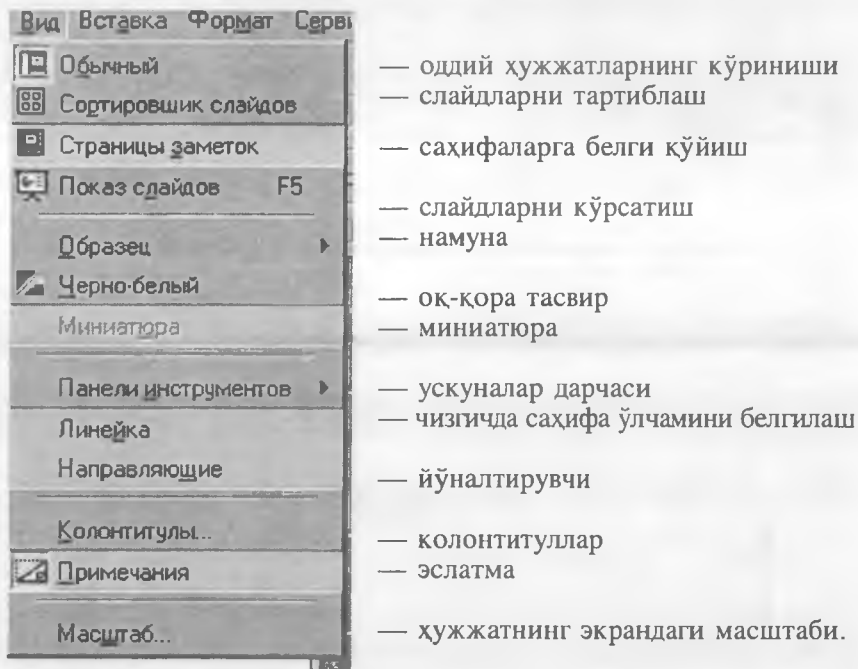 Вид Вставка Формат Серви
Обычный — оддий ҳужжатларнинг кўриниши
Сортировшик слайдов — слайдларни тартиблаш
Страницы заметок — саҳифаларга белги қўйиш
Показ слайдов F5 — слайдларни кўрсатиш
Образец — намуна
Черно-белый — оқ-қора тасвир
Миниатюра — миниатюра
Панели инструментов — ускуналар дарчаси
Линейка — чизгичда саҳифа ўлчамини белгилаш
Направляющие — йўналтирувчи
Колонтитулы... — колонтитуллар
Примечания — эслатма
Масштаб... — ҳужжатнинг экрандаги масштаби.